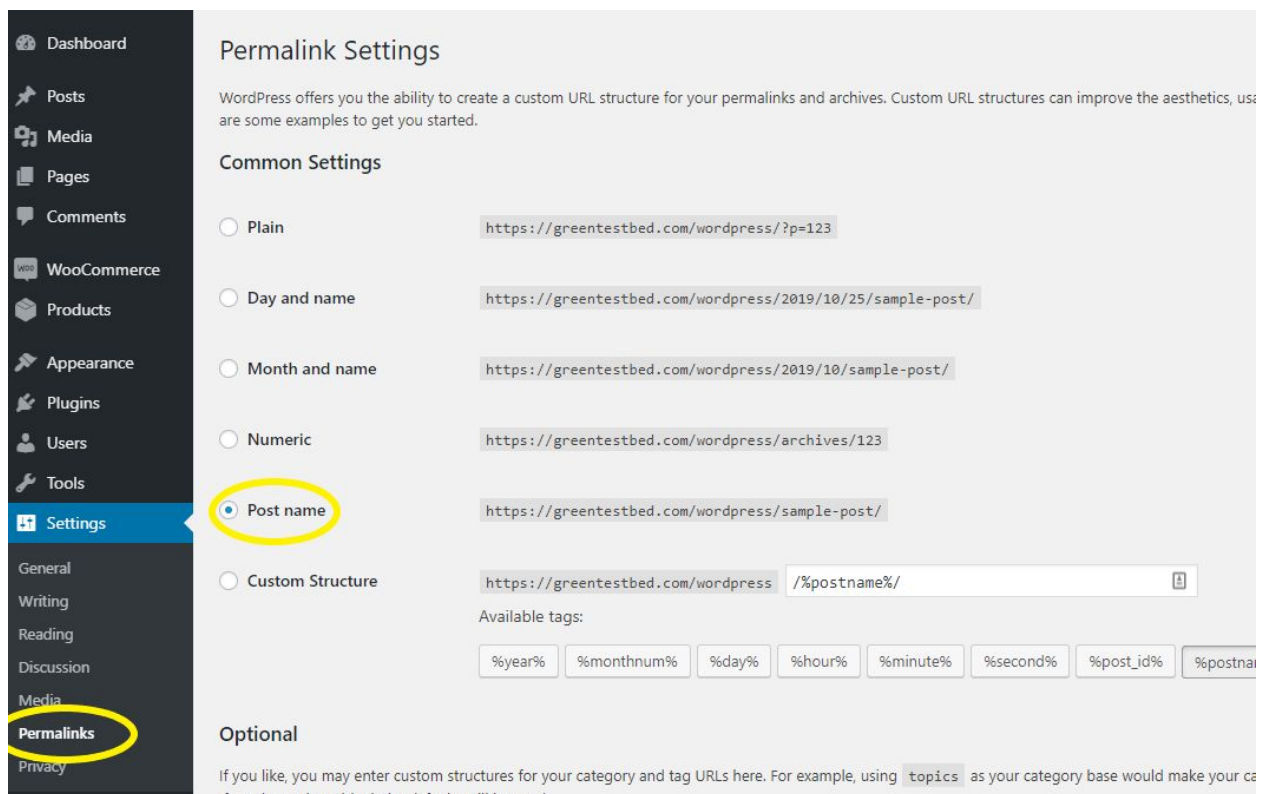 Dashboard
Posts
Media
Pages
Comments
WOO WooCommerce
Products
Appearance
Plugins
Users
Tools
Settings
General
Writing
Reading
Discussion
Media
Permalinks
Privacy
Permalink Settings
WordPress offers you the ability to create a custom URL structure for your permalinks and archives. Custom URL structures can improve the aesthetics,
are some examples to get you started.
Common Settings
Plain https://greentestbed.com/wordpress/?p=123
Day and name https://greentestbed.com/wordpress/2019/10/25/sample-post/
Month and name https://greentestbed.com/wordpress/2019/10/sample-post/
Numeric https://greentestbed.com/wordpress/archives/123
Post name https://greentestbed.com/wordpress/sample-post/
Custom Structure https://greentestbed.com/wordpress /%postname%/
Available tags:
%year% %monthnum% %day% %hour% %minute% %second% %post_id%
Optional
If you like, you may enter custom structures for your category and tag URLs here. For example, using topics as your category base would make your